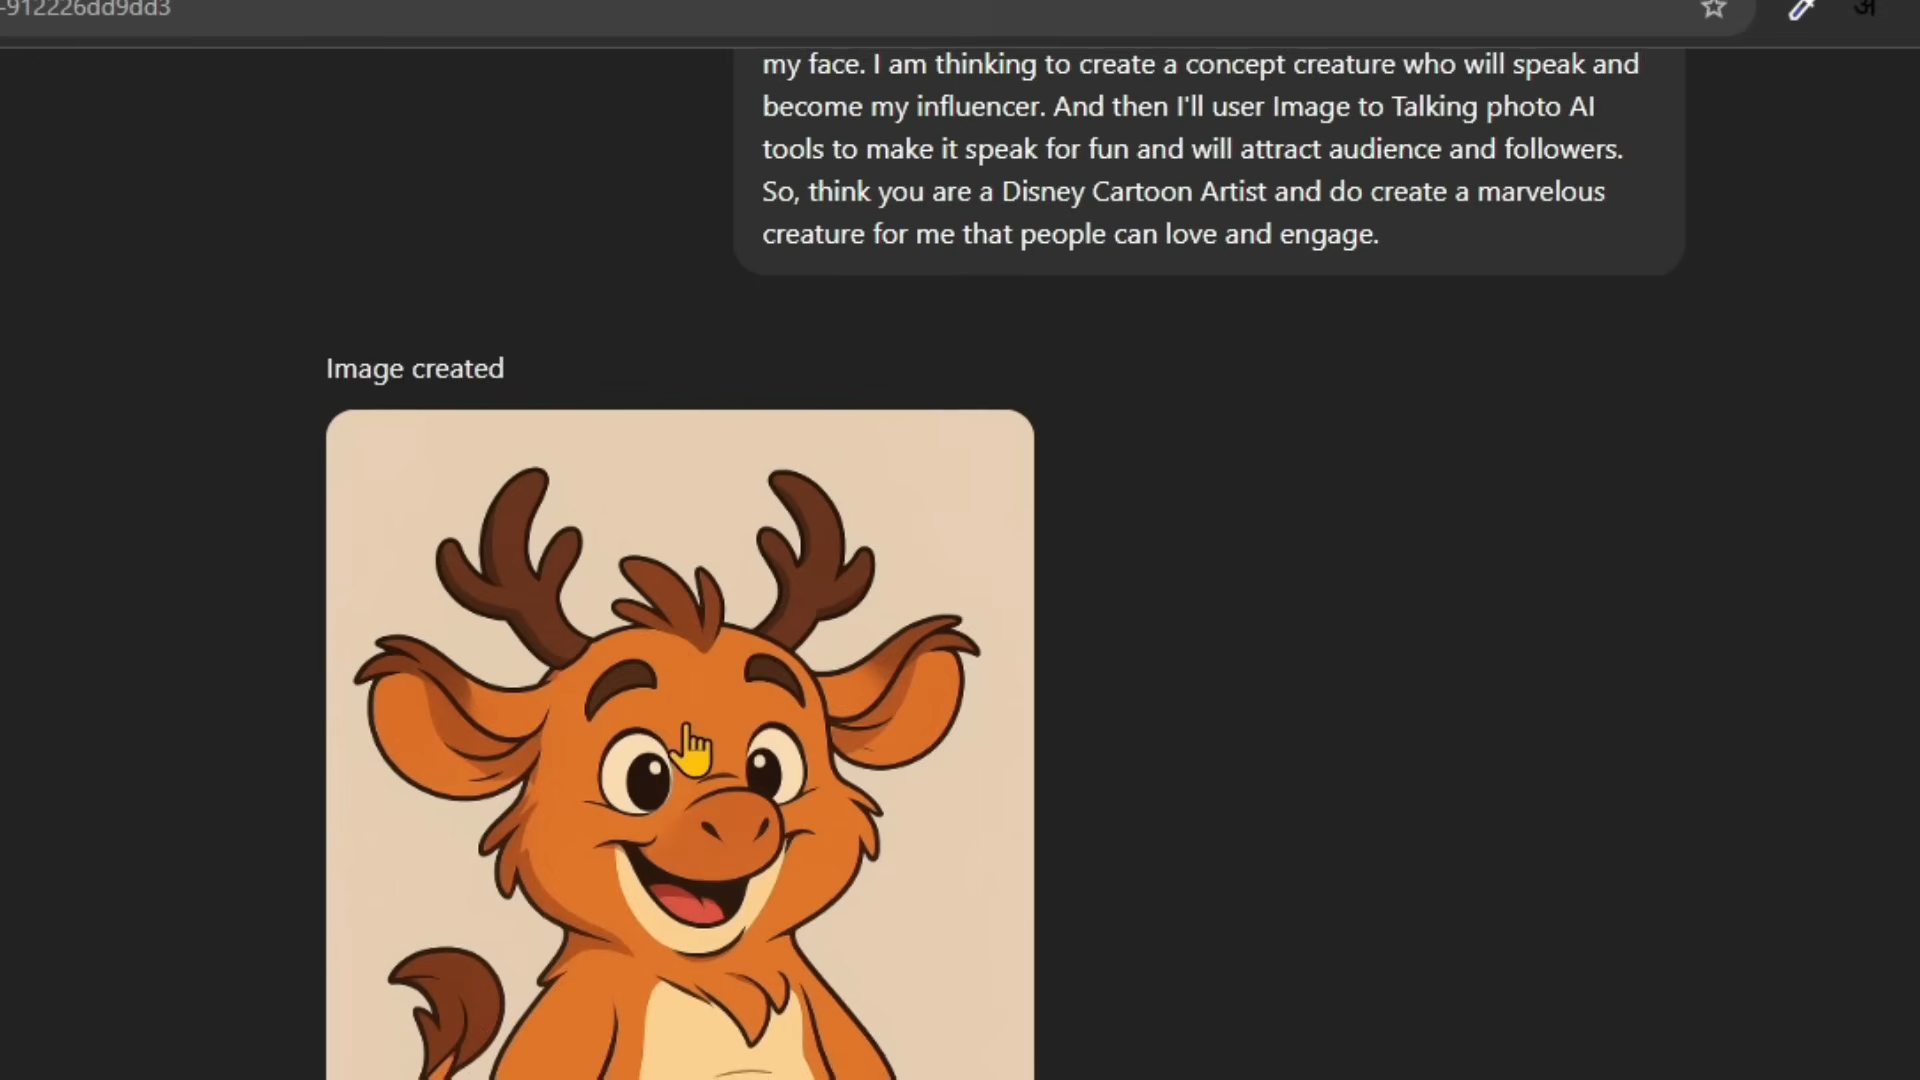 -912226dd9dd3
अ
my face. I am thinking to create a concept creature who will speak and
become my influencer. And then I'll user Image to Talking photo AI
tools to make it speak for fun and will attract audience and followers.
So, think you are a Disney Cartoon Artist and do create a marvelous
creature for me that people can love and engage.
Image created